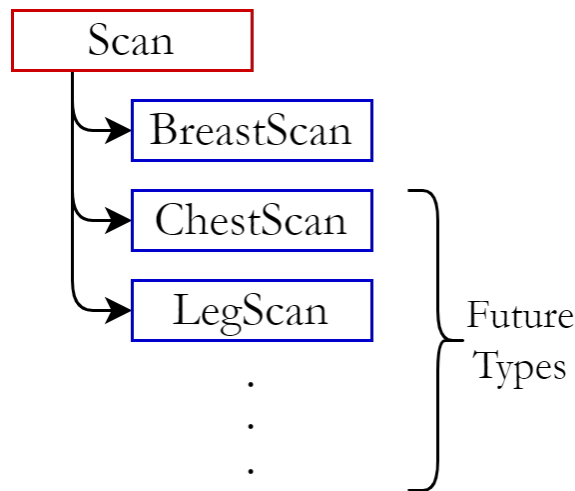 Scan
BreastScan
ChestScan
LegScan
Future
Types
.
.
.